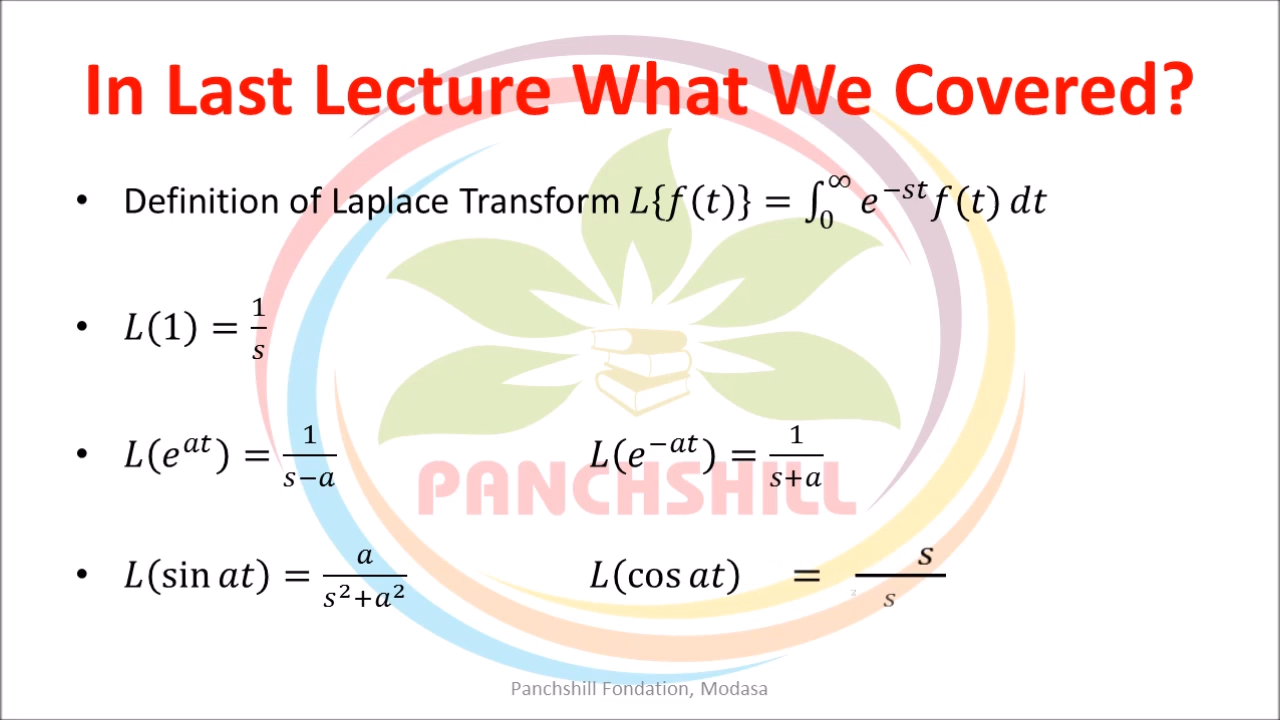 In Last Lecture What We Covered?
• Definition of Laplace Transform L{f(t)} = ∫₀^∞ e^{−st} f(t) dt
• L(1) = 1/s
• L(e^{at}) = 1/(s−a) L(e^{−at}) = 1/(s+a)
• L(sin at) = a/(s²+a²) L(cos at) = s/s
PANCHSHILL
Panchshill Fondation, Modasa